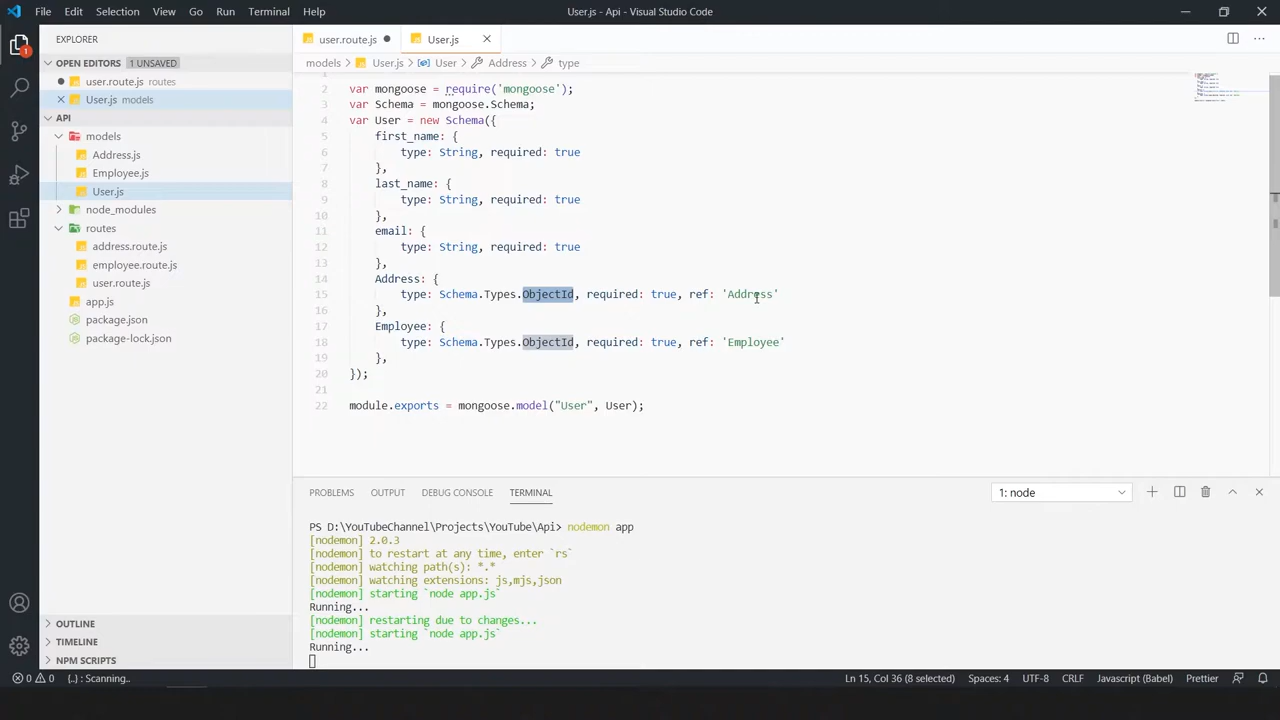 File Edit Selection View Go Run Terminal Help User.js - Api - Visual Studio Code
EXPLORER
OPEN EDITORS 1 UNSAVED
user.route.js routes
User.js models
API
models
Address.js
Employee.js
User.js
node_modules
routes
address.route.js
employee.route.js
user.route.js
app.js
package.json
package-lock.json
OUTLINE
TIMELINE
NPM SCRIPTS
1
user.route.js User.js
models User.js User Address type
2 var mongoose = require('mongoose');
3 var Schema = mongoose.Schema;
4 var User = new Schema({
5 first_name: {
6 type: String, required: true
7 },
8 last_name: {
9 type: String, required: true
10 },
11 email: {
12 type: String, required: true
13 },
14 Address: {
15 type: Schema.Types.ObjectId, required: true, ref: 'Address'
16 },
17 Employee: {
18 type: Schema.Types.ObjectId, required: true, ref: 'Employee'
19 },
20 });
21
22 module.exports = mongoose.model("User", User);
PROBLEMS OUTPUT DEBUG CONSOLE TERMINAL 1: node
PS D:\YouTubeChannel\Projects\YouTube\Api> nodemon app
[nodemon] 2.0.3
[nodemon] to restart at any time, enter `rs`
[nodemon] watching path(s): *.*
[nodemon] watching extensions: js,mjs,json
[nodemon] starting `node app.js`
Running...
[nodemon] restarting due to changes...
[nodemon] starting `node app.js`
Running...
0 0 {..} : Scanning.. Ln 15, Col 36 (8 selected) Spaces: 4 UTF-8 CRLF Javascript (Babel) Prettier